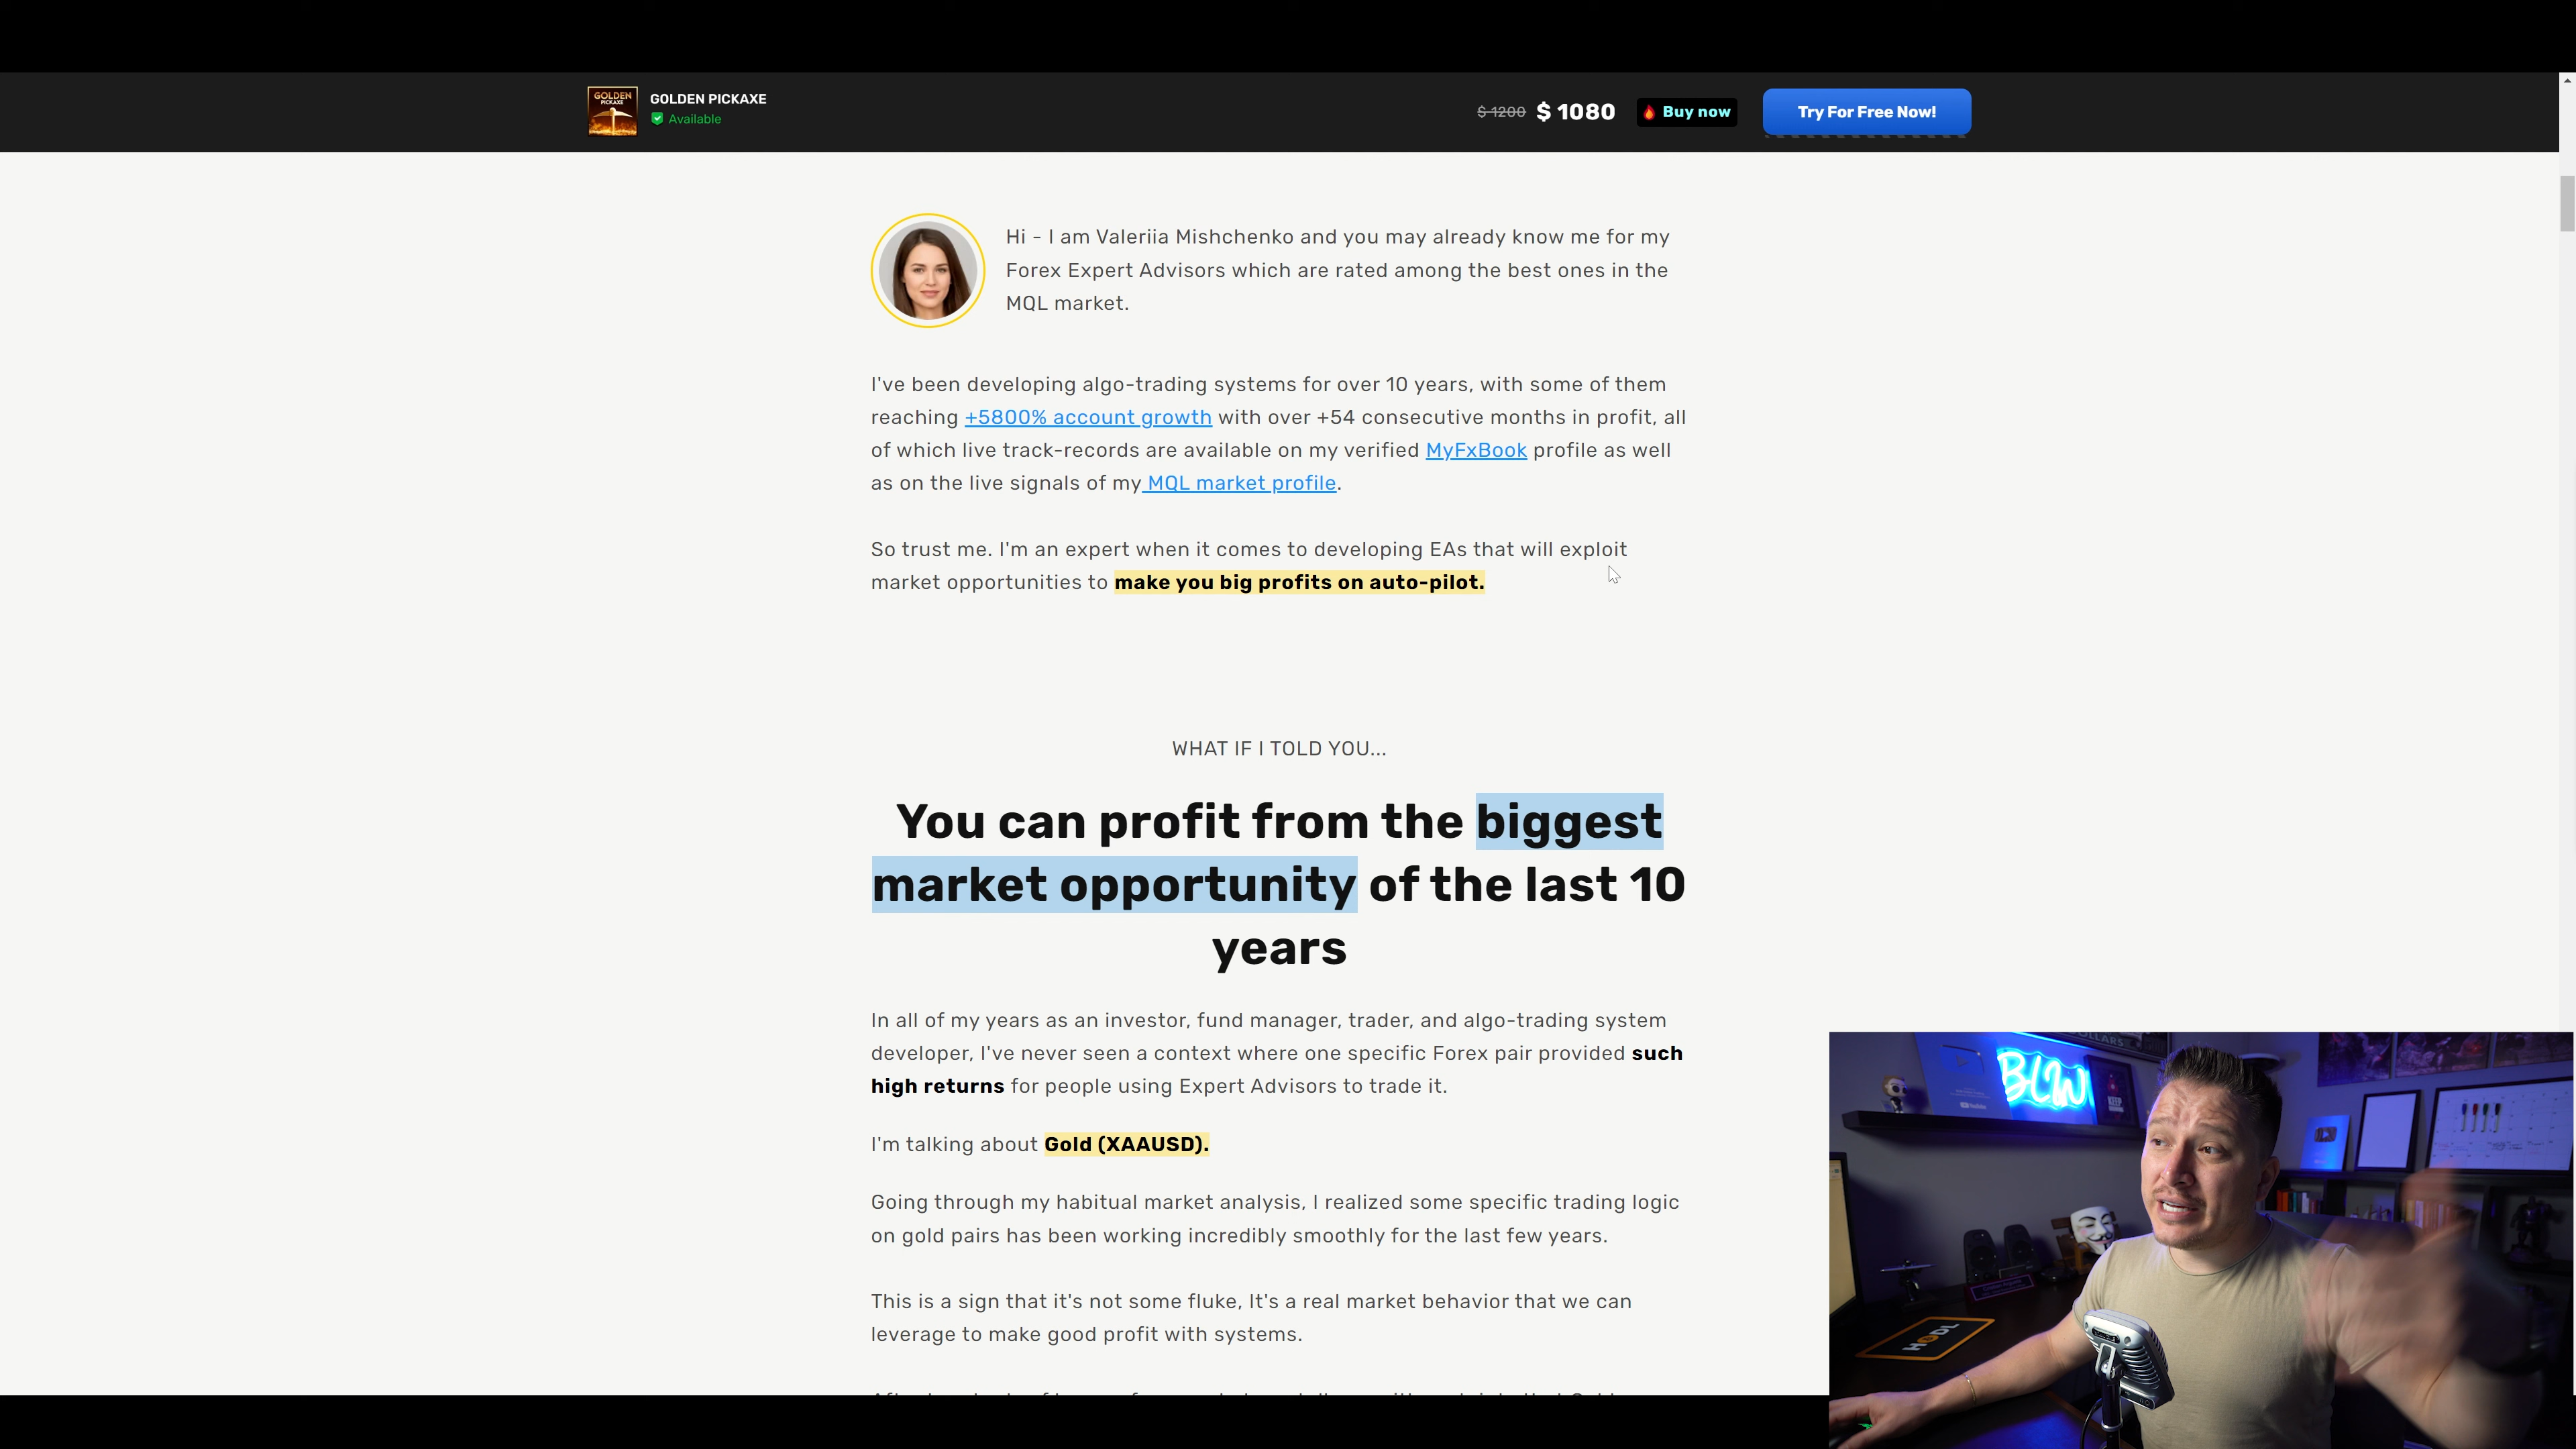 GOLDEN
PICKAXE
GOLDEN PICKAXE
Available
$ 1200 $ 1080 Buy now
Try For Free Now!
Hi - I am Valeriia Mishchenko and you may already know me for my
Forex Expert Advisors which are rated among the best ones in the
MQL market.
I've been developing algo-trading systems for over 10 years, with some of them
reaching +5800% account growth with over +54 consecutive months in profit, all
of which live track-records are available on my verified MyFxBook profile as well
as on the live signals of my MQL market profile.
So trust me. I'm an expert when it comes to developing EAs that will exploit
market opportunities to make you big profits on auto-pilot.
WHAT IF I TOLD YOU...
You can profit from the biggest
market opportunity of the last 10
years
In all of my years as an investor, fund manager, trader, and algo-trading system
developer, I've never seen a context where one specific Forex pair provided such
high returns for people using Expert Advisors to trade it.
I'm talking about Gold (XAAUSD).
Going through my habitual market analysis, I realized some specific trading logic
on gold pairs has been working incredibly smoothly for the last few years.
This is a sign that it's not some fluke, It's a real market behavior that we can
leverage to make good profit with systems.
BLW
KEEP
HODL